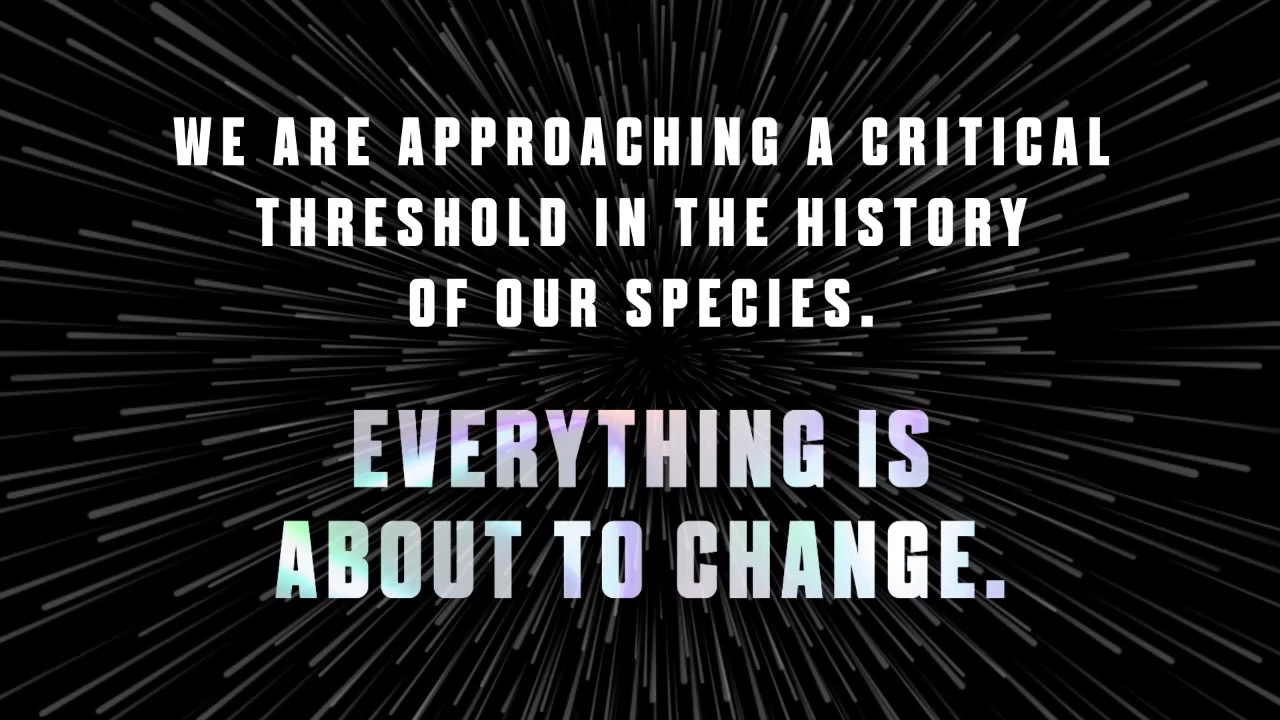 WE ARE APPROACHING A CRITICAL
THRESHOLD IN THE HISTORY
OF OUR SPECIES.
EVERYTHING IS
ABOUT TO CHANGE.